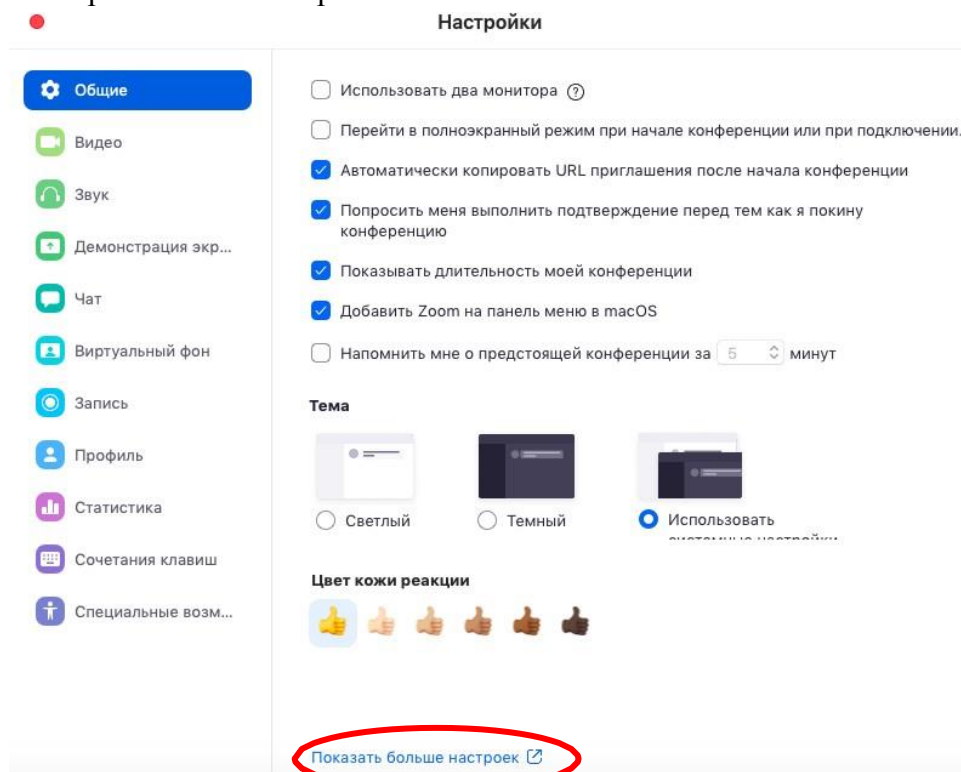 Настройки
Общие
Видео
Звук
Демонстрация экр...
Чат
Виртуальный фон
Запись
Профиль
Статистика
Сочетания клавиш
Специальные возм...
Использовать два монитора ?
Перейти в полноэкранный режим при начале конференции или при подключении.
Автоматически копировать URL приглашения после начала конференции
Попросить меня выполнить подтверждение перед тем как я покину
конференцию
Показывать длительность моей конференции
Добавить Zoom на панель меню в macOS
Напомнить мне о предстоящей конференции за 5 минут
Тема
Светлый
Темный
Использовать
системные настройки
Цвет кожи реакции
Показать больше настроек